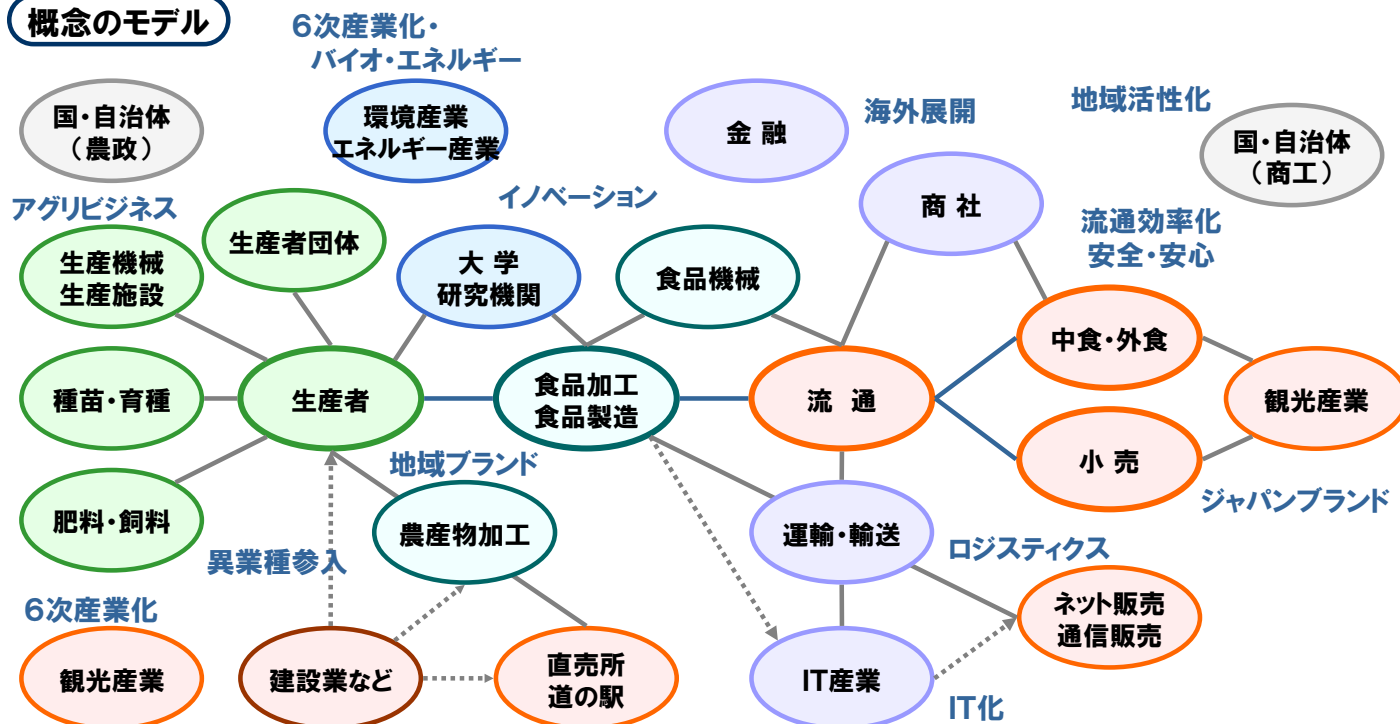 概念のモデル
6次産業化・
バイオ・エネルギー
国・自治体
（農政）
環境産業
エネルギー産業
金 融
海外展開
地域活性化
国・自治体
（商工）
アグリビジネス
生産者団体
イノベーション
商 社
流通効率化
安全・安心
生産機械
生産施設
大 学
研究機関
食品機械
中食・外食
種苗・育種
生産者
食品加工
食品製造
流 通
観光産業
小 売
地域ブランド
ジャパンブランド
肥料・飼料
農産物加工
運輸・輸送
異業種参入
ロジスティクス
6次産業化
ネット販売
通信販売
観光産業
建設業など
直売所
道の駅
IT産業
IT化